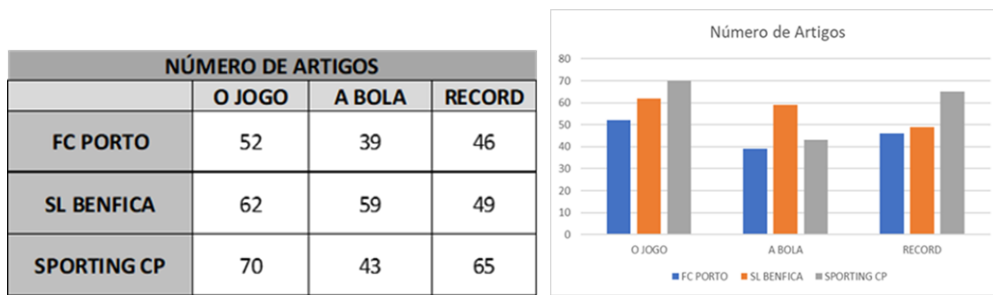 NÚMERO DE ARTIGOS
O JOGO A BOLA RECORD
FC PORTO 52 39 46
SL BENFICA 62 59 49
SPORTING CP 70 43 65
Número de Artigos
80
70
60
50
40
30
20
10
0
O JOGO A BOLA RECORD
FC PORTO SL BENFICA SPORTING CP